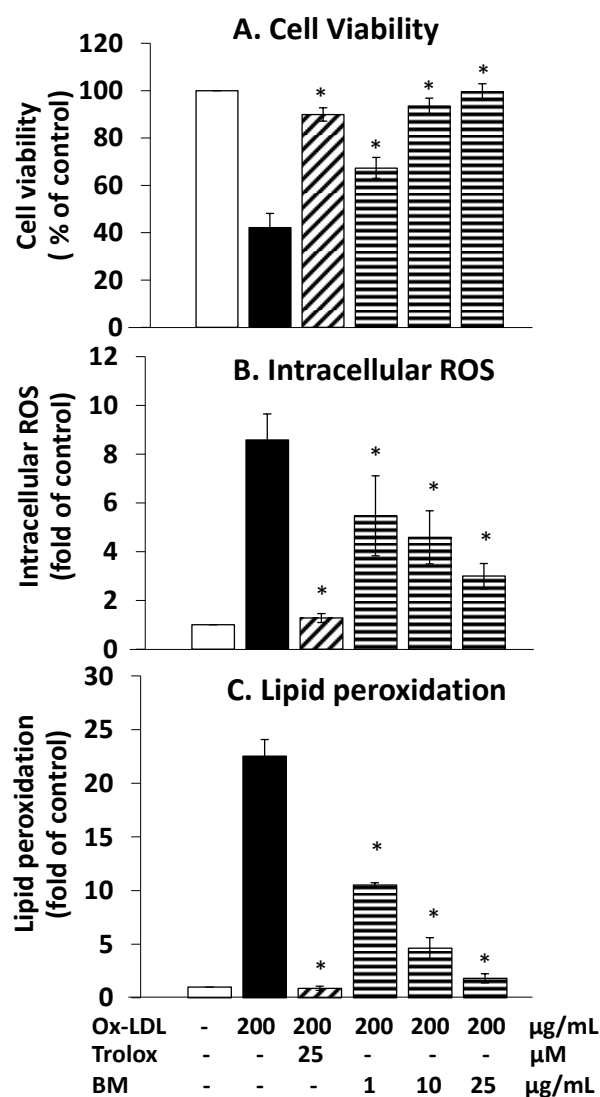 A. Cell Viability
Cell viability
( % of control)
120
100
80
60
40
20
0
*
*
*
*
B. Intracellular ROS
Intracellular ROS
(fold of control)
12
10
8
6
4
2
0
*
*
*
*
C. Lipid peroxidation
Lipid peroxidation
(fold of control)
30
25
20
15
10
5
0
*
*
*
*
Ox-LDL - 200 200 200 200 200 µg/mL
Trolox - - 25 - - - µM
BM - - - 1 10 25 µg/mL